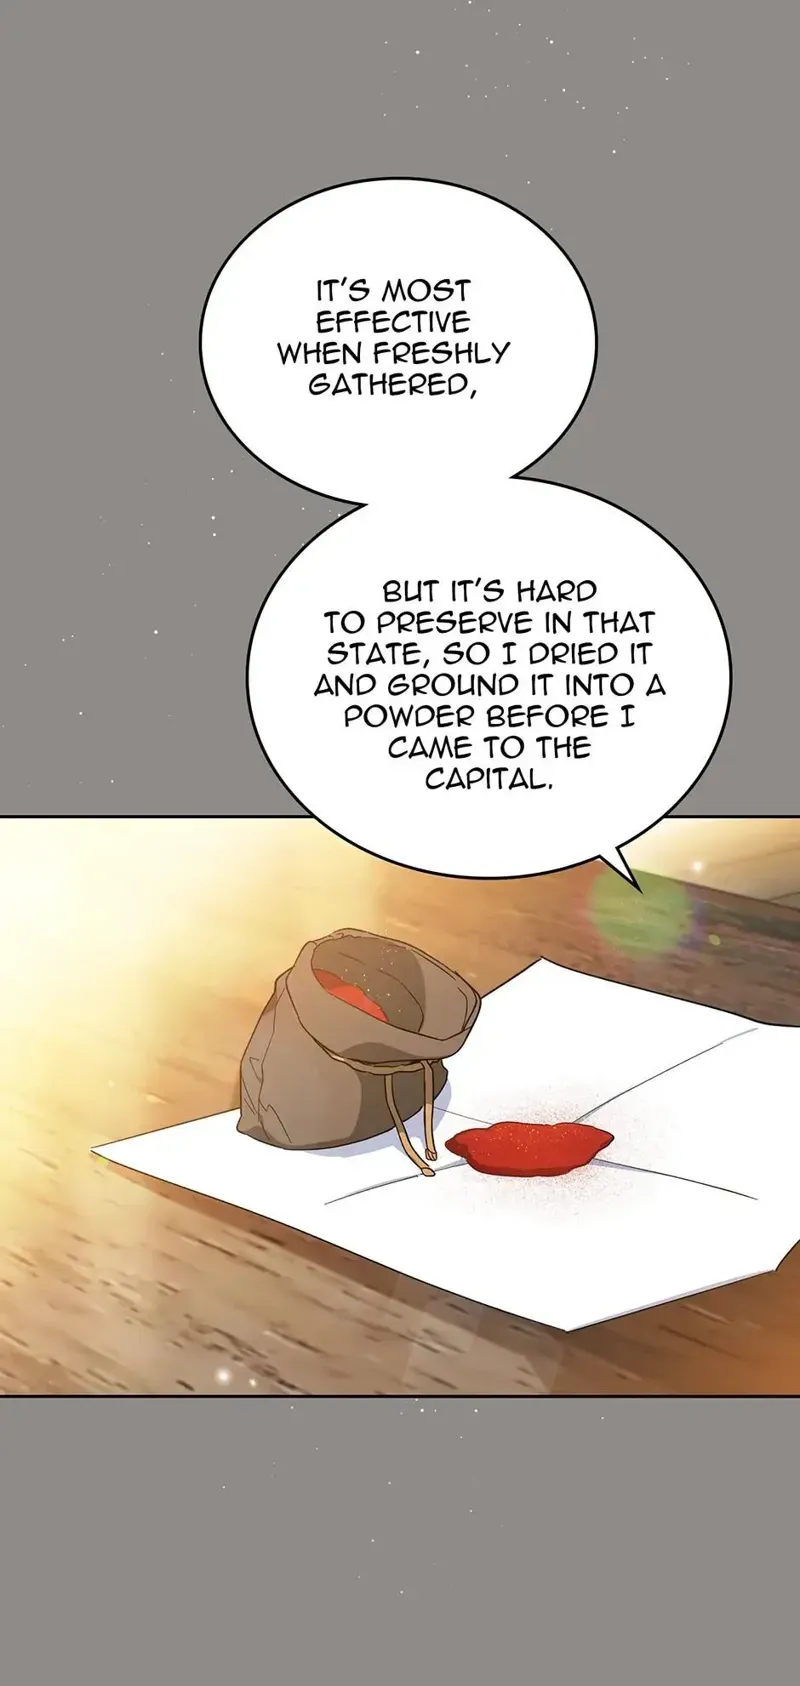 IT'S MOST
EFFECTIVE
WHEN FRESHLY
GATHERED,
BUT IT'S HARD
TO PRESERVE IN THAT
STATE, SO I DRIED IT
AND GROUND IT INTO A
POWDER BEFORE I
CAME TO THE
CAPITAL.